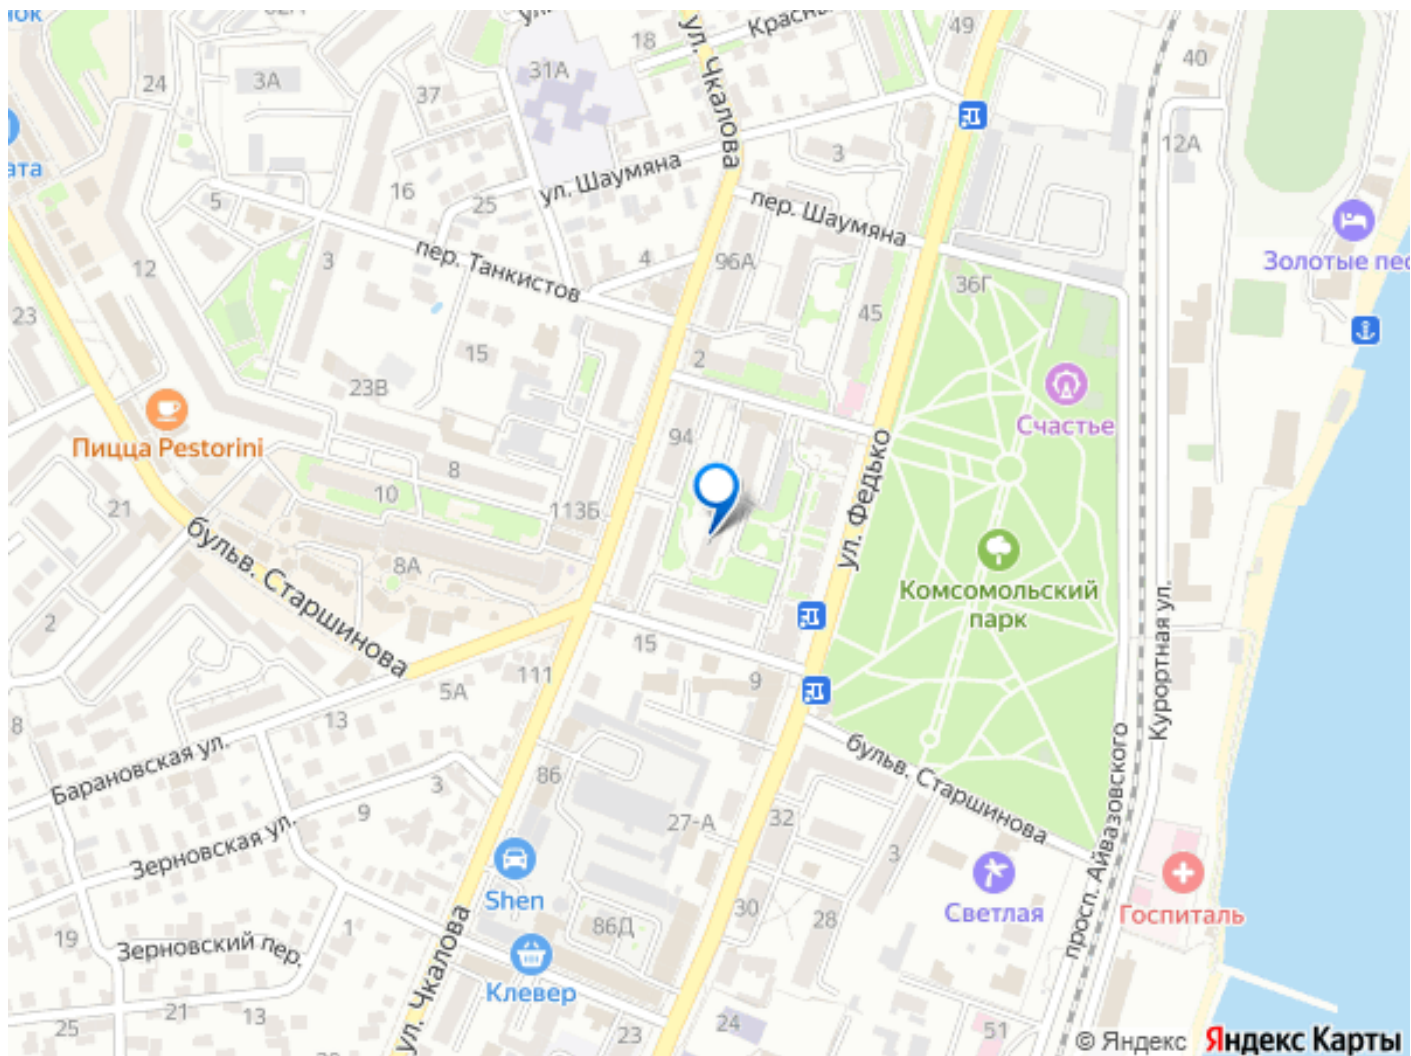 49
Красна
ул.
18
ул. Чкалова
40
24
3А
31А
37
12А
3
ата
ул. Шаумяна
16
25
5
пер. Шаумяна
4
96А
пер. Танкистов
3
12
Золотые пес
36Г
45
23
15
2
23В
Счастье
Пицца Pestorini
94
8
10
21
113Б
ул. Федько
бульв. Старшинова
8А
Комсомольский
парк
2
15
Курортная ул.
111
5А
9
13
8
Барановская ул.
бульв. Старшинова
просп. Айвазовского
86
3
9
27-А
32
Зерновская ул.
3
Shen
Светлая
Госпиталь
30
28
86Д
1
19
Зерновский пер.
ул. Чкалова
Клевер
21
13
25
23
24
51
© Яндекс Яндекс Карты